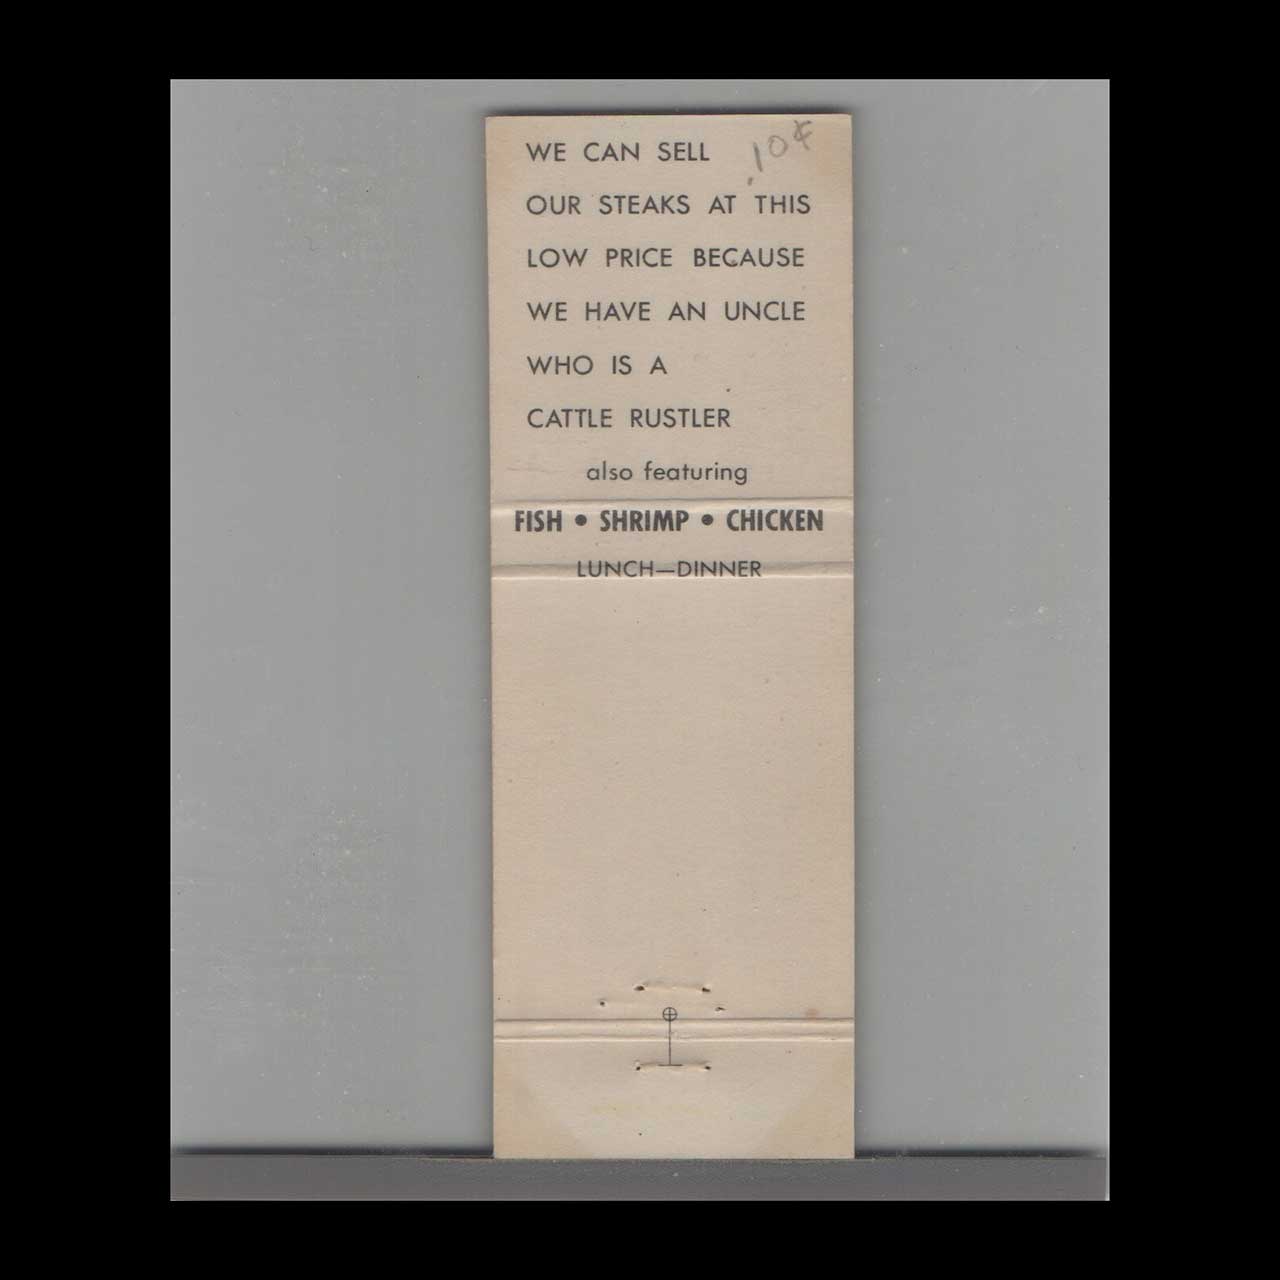 .10¢
WE CAN SELL
OUR STEAKS AT THIS
LOW PRICE BECAUSE
WE HAVE AN UNCLE
WHO IS A
CATTLE RUSTLER
also featuring
FISH • SHRIMP • CHICKEN
LUNCH—DINNER